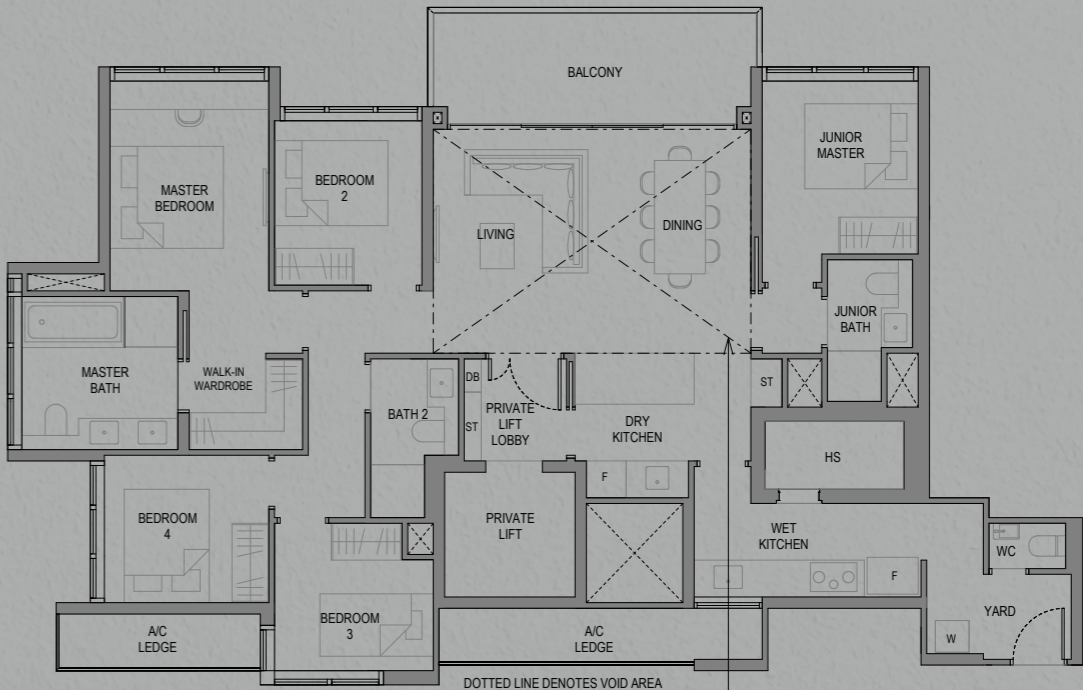 BALCONY
MASTER
BEDROOM
BEDROOM
2
LIVING
DINING
JUNIOR
MASTER
JUNIOR
BATH
MASTER
BATH
WALK-IN
WARDROBE
BATH 2
DB
ST
PRIVATE
LIFT
LOBBY
DRY
KITCHEN
F
ST
HS
BEDROOM
4
PRIVATE
LIFT
WET
KITCHEN
F
WC
YARD
W
BEDROOM
3
A/C
LEDGE
A/C
LEDGE
DOTTED LINE DENOTES VOID AREA